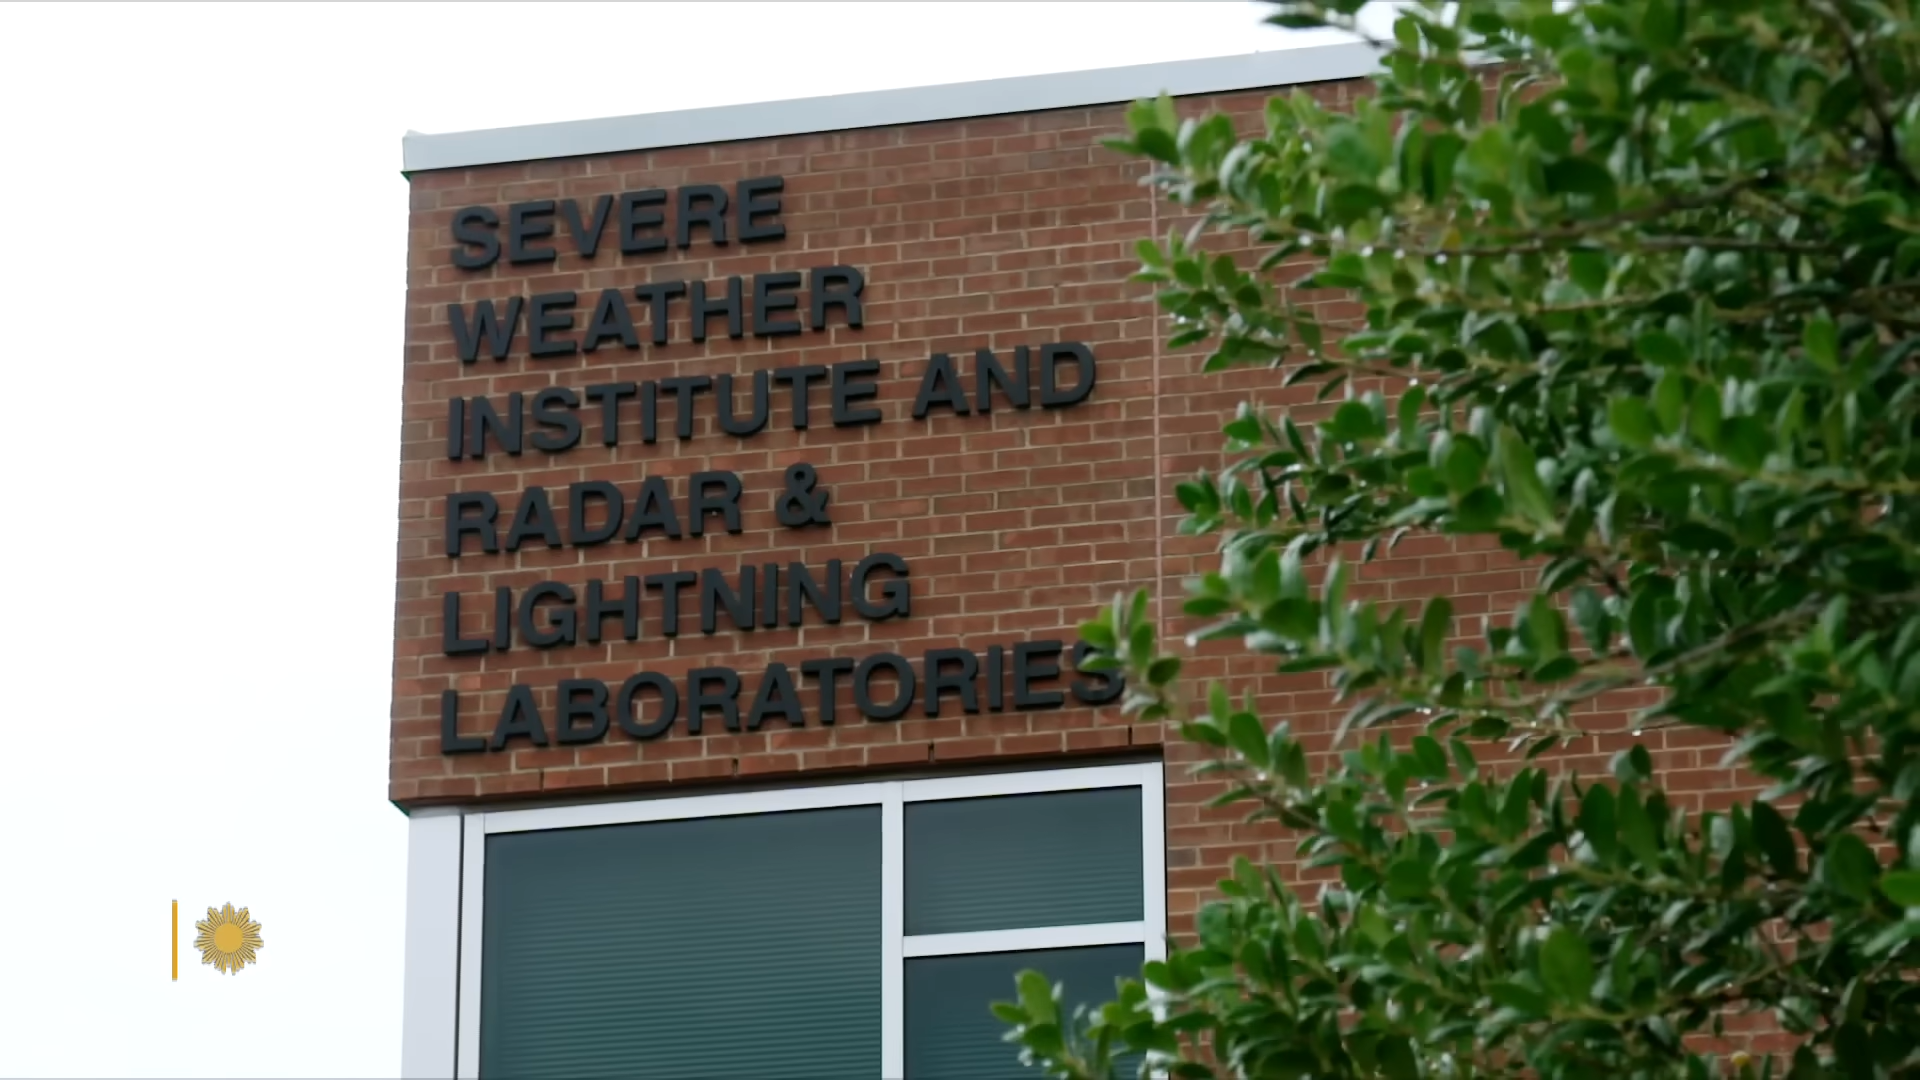 SEVERE
WEATHER
INSTITUTE AND
RADAR &
LIGHTNING
LABORATORIES